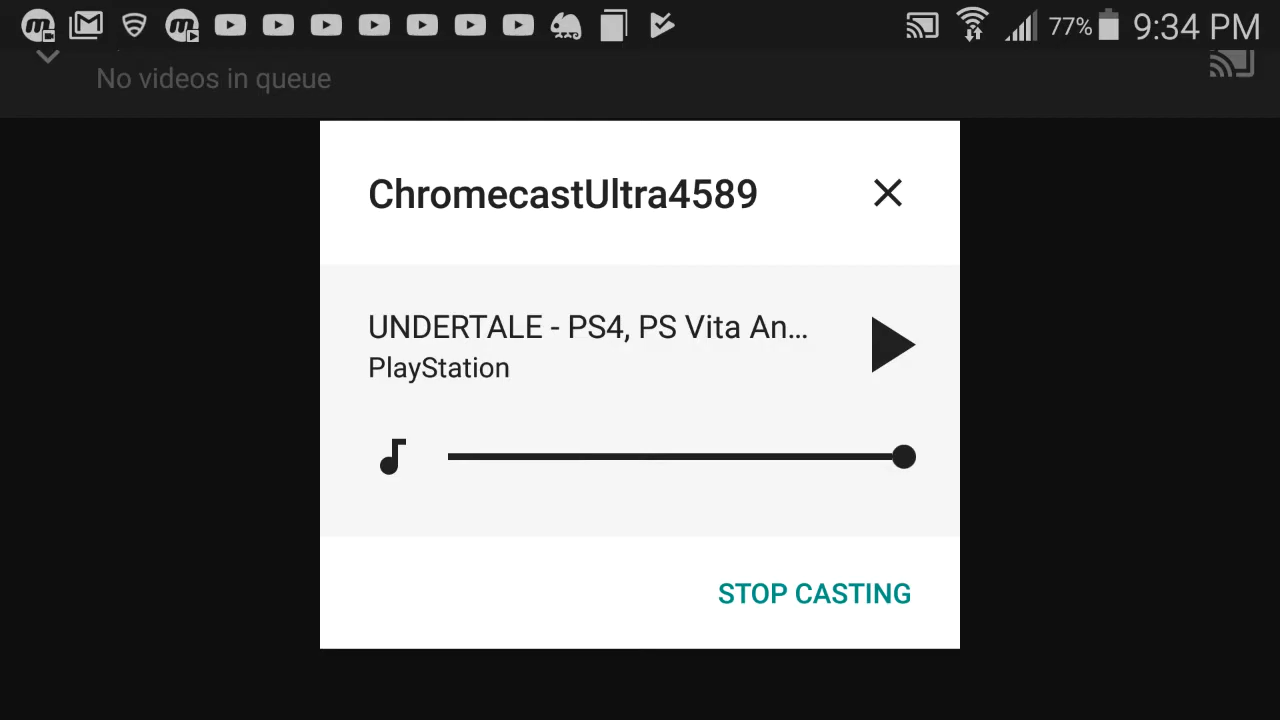 77% 9:34 PM
No videos in queue
ChromecastUltra4589
UNDERTALE - PS4, PS Vita An...
PlayStation
STOP CASTING